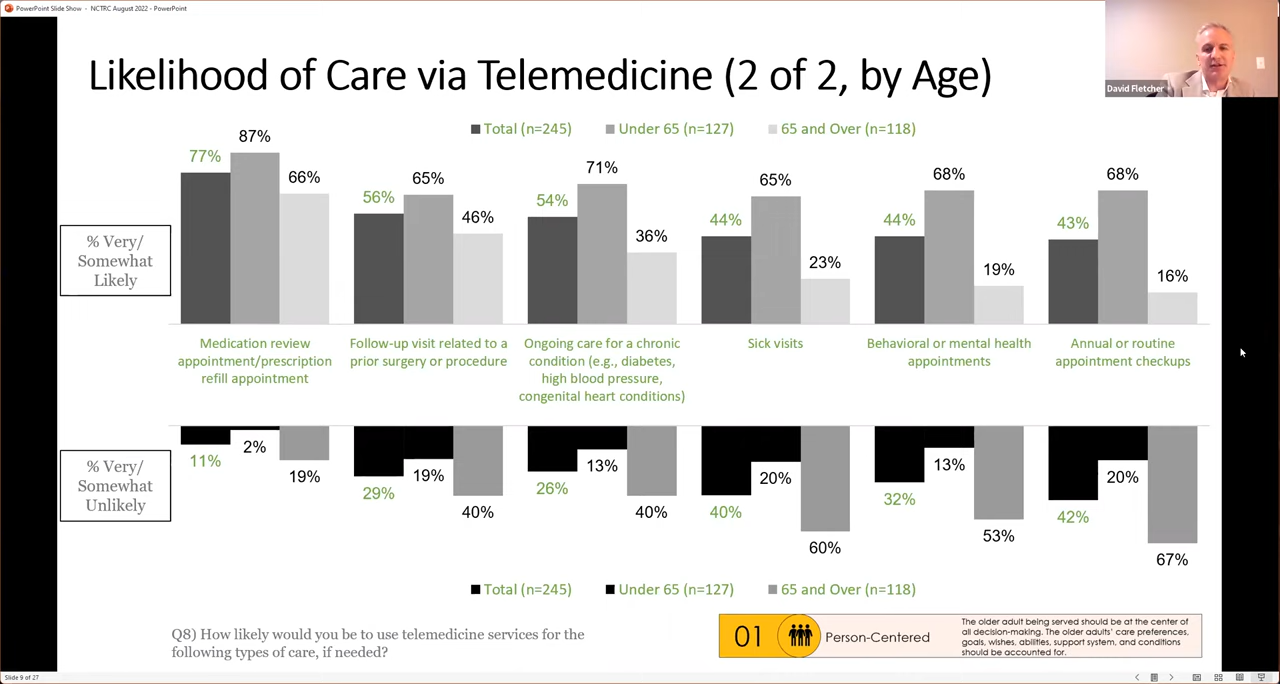 PowerPoint Slide Show - NCTRC August 2022 - PowerPoint
Likelihood of Care via Telemedicine (2 of 2, by Age)
David Fletcher
Total (n=245) Under 65 (n=127) 65 and Over (n=118)
% Very/
Somewhat
Likely
77% 87% 66%
56% 65% 46%
54% 71% 36%
44% 65% 23%
44% 68% 19%
43% 68% 16%
Medication review
appointment/prescription
refill appointment
Follow-up visit related to a
prior surgery or procedure
Ongoing care for a chronic
condition (e.g., diabetes,
high blood pressure,
congenital heart conditions)
Sick visits
Behavioral or mental health
appointments
Annual or routine
appointment checkups
% Very/
Somewhat
Unlikely
11% 2% 19%
29% 19% 40%
26% 13% 40%
40% 20% 60%
32% 13% 53%
42% 20% 67%
Total (n=245) Under 65 (n=127) 65 and Over (n=118)
Q8) How likely would you be to use telemedicine services for the
following types of care, if needed?
01 Person-Centered
The older adult being served should be at the center of
all decision-making. The older adults' care preferences,
goals, wishes, abilities, support system, and conditions
should be accounted for.
Slide 9 of 27